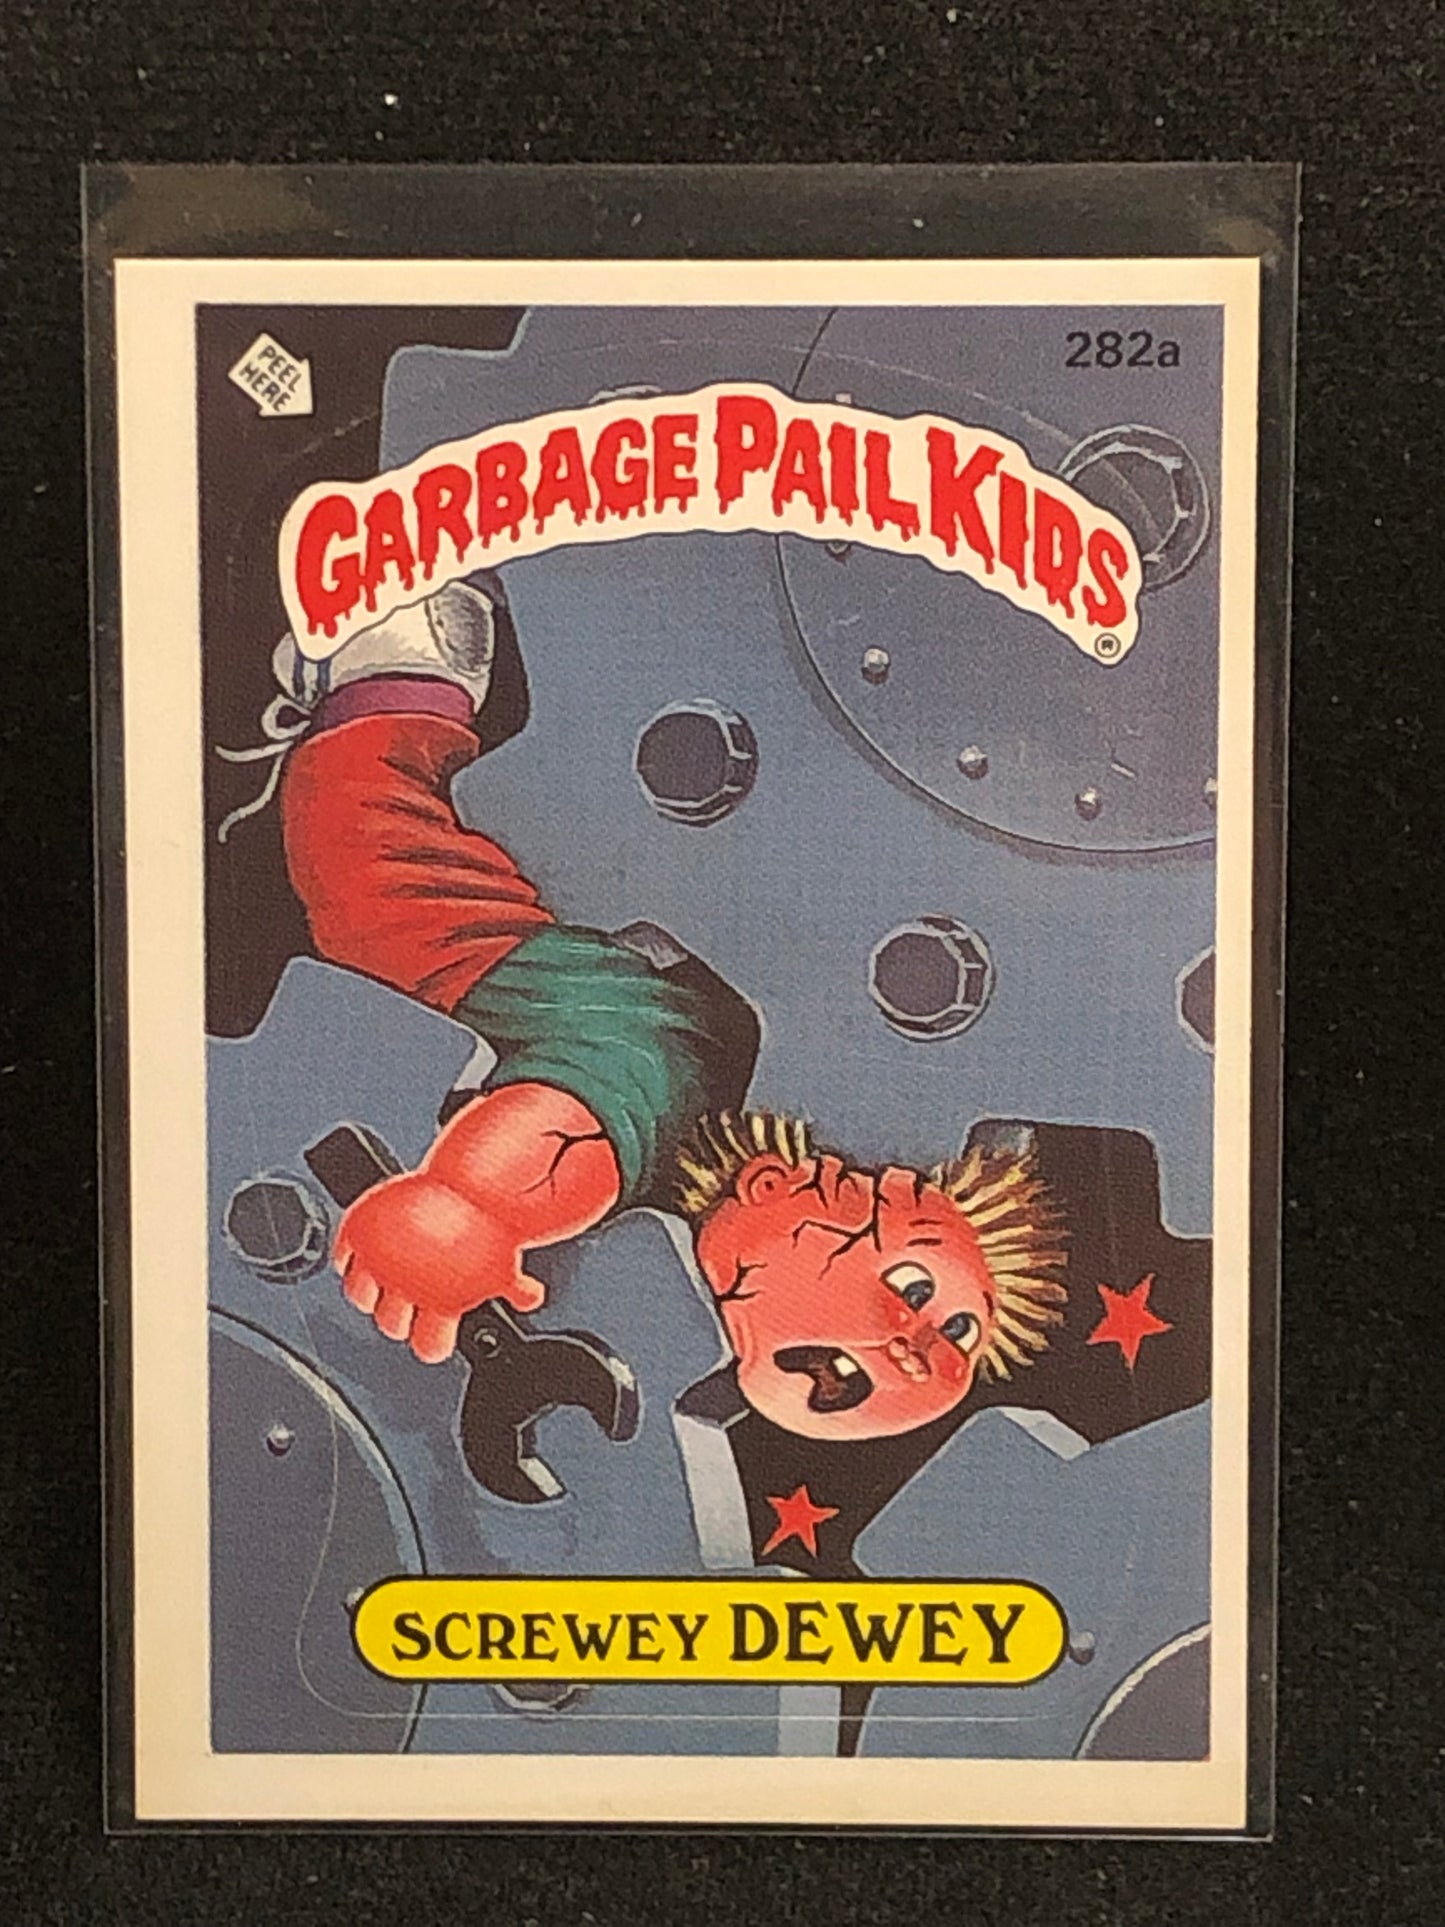 PEEL
HERE
282a
GARBAGE PAIL KIDS
®
SCREWEY DEWEY